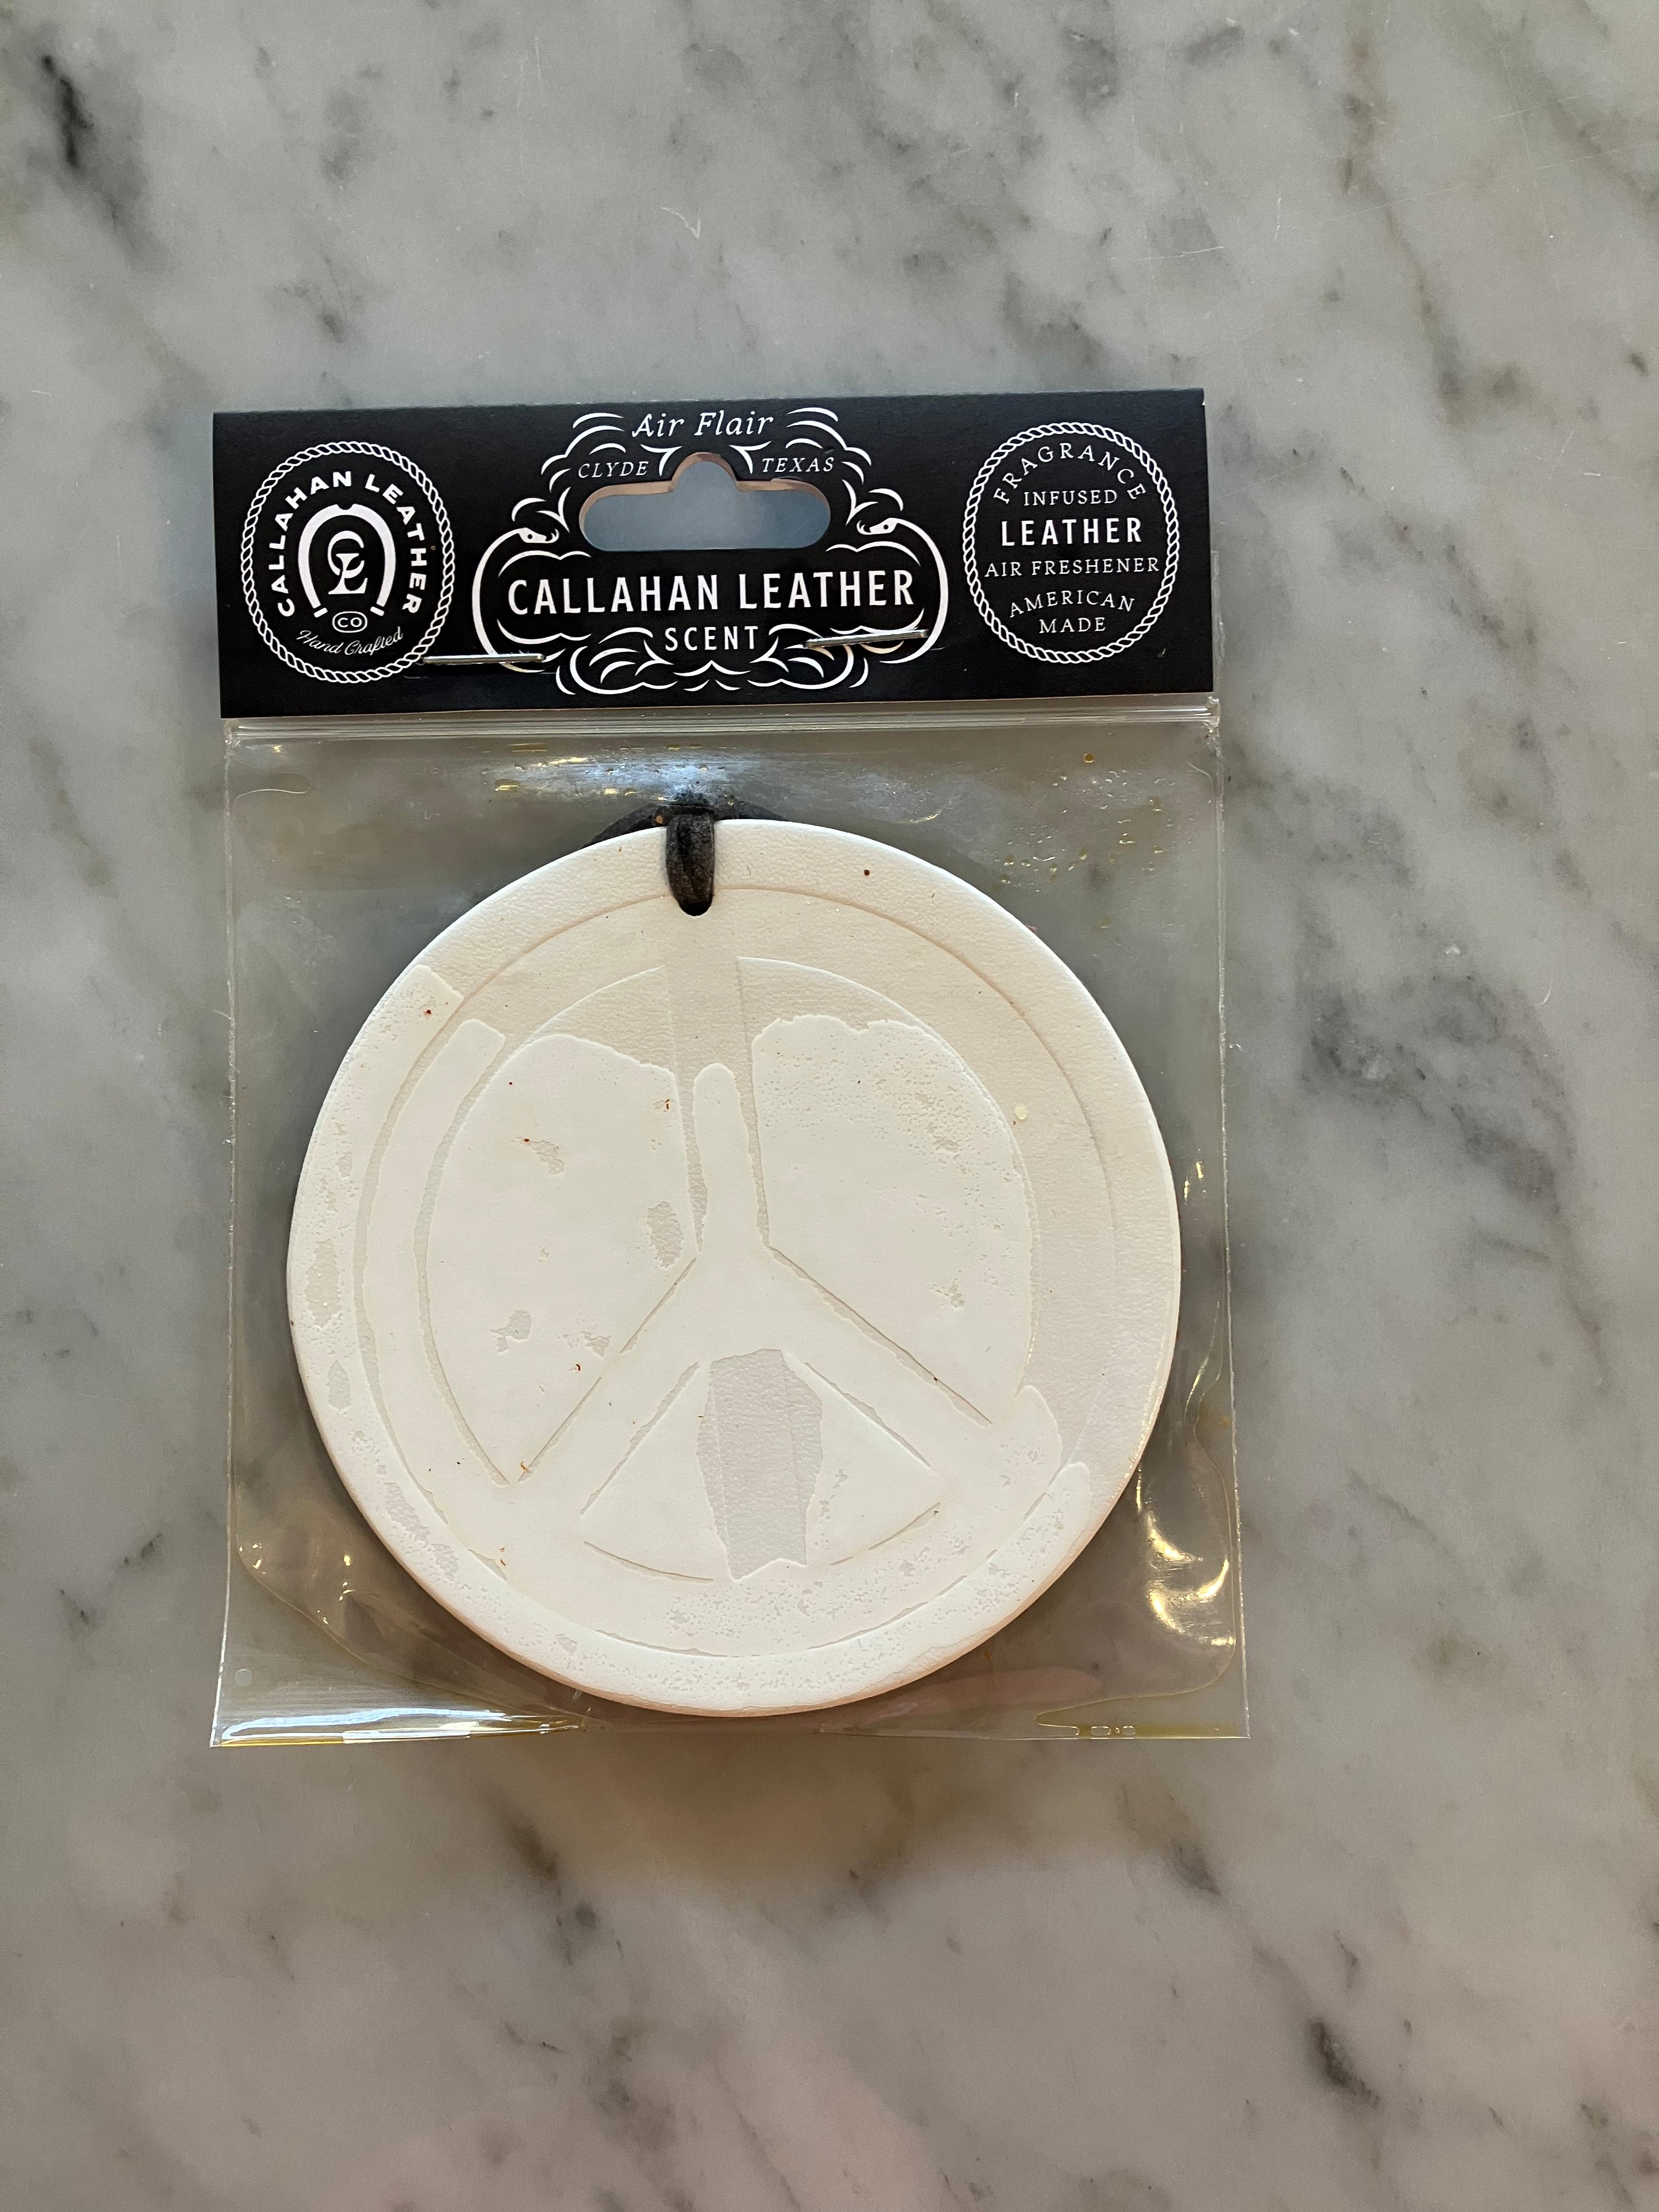 CALLAHAN LEATHER
CL
CO
Hand Crafted
Air Flair
CLYDE TEXAS
CALLAHAN LEATHER
SCENT
FRAGRANCE
INFUSED
LEATHER
AIR FRESHENER
AMERICAN
MADE